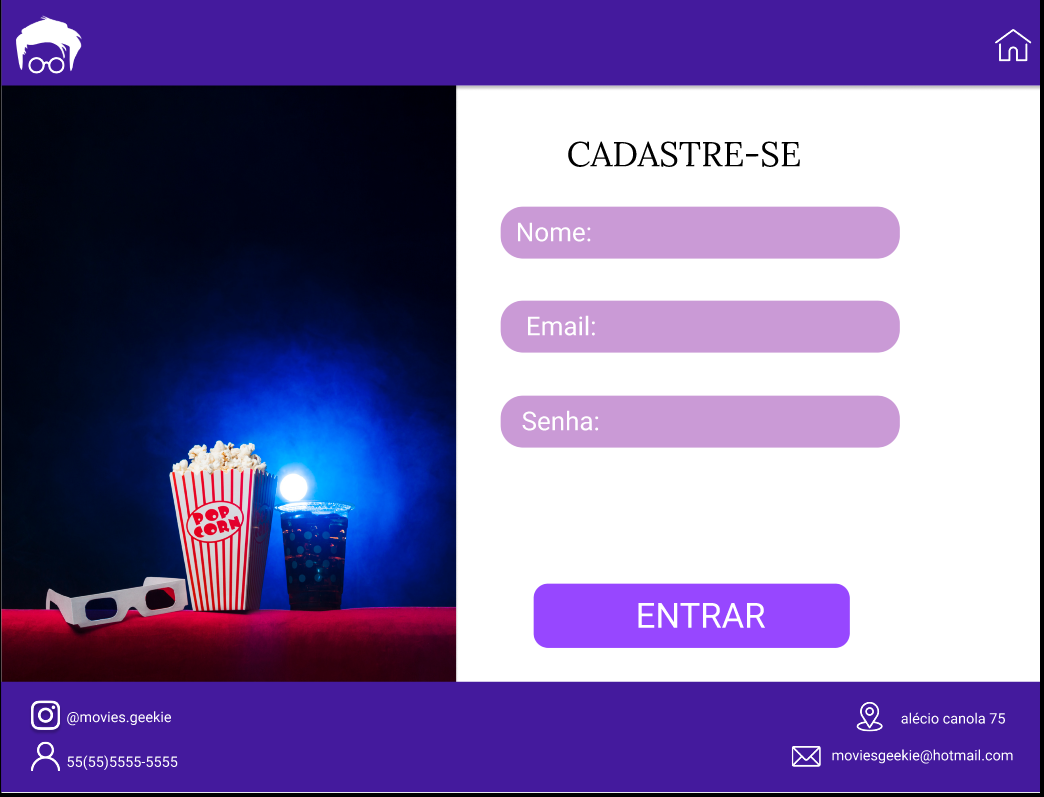 CADASTRE-SE
Nome:
Email:
Senha:
POP
CORN
ENTRAR
@movies.geekie
55(55)5555-5555
alécio canola 75
moviesgeekie@hotmail.com